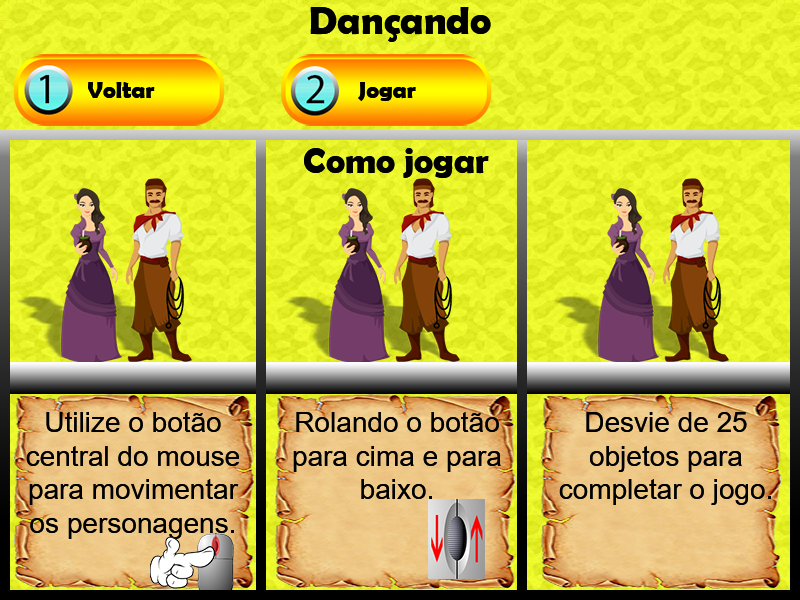 Dançando
1 Voltar
2 Jogar
Como jogar
Utilize o botão
central do mouse
para movimentar
os personagens.
Rolando o botão
para cima e para
baixo.
Desvie de 25
objetos para
completar o jogo.